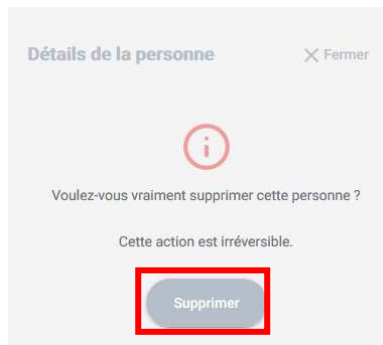 Détails de la personne
Fermer
Voulez-vous vraiment supprimer cette personne ?
Cette action est irréversible.
Supprimer